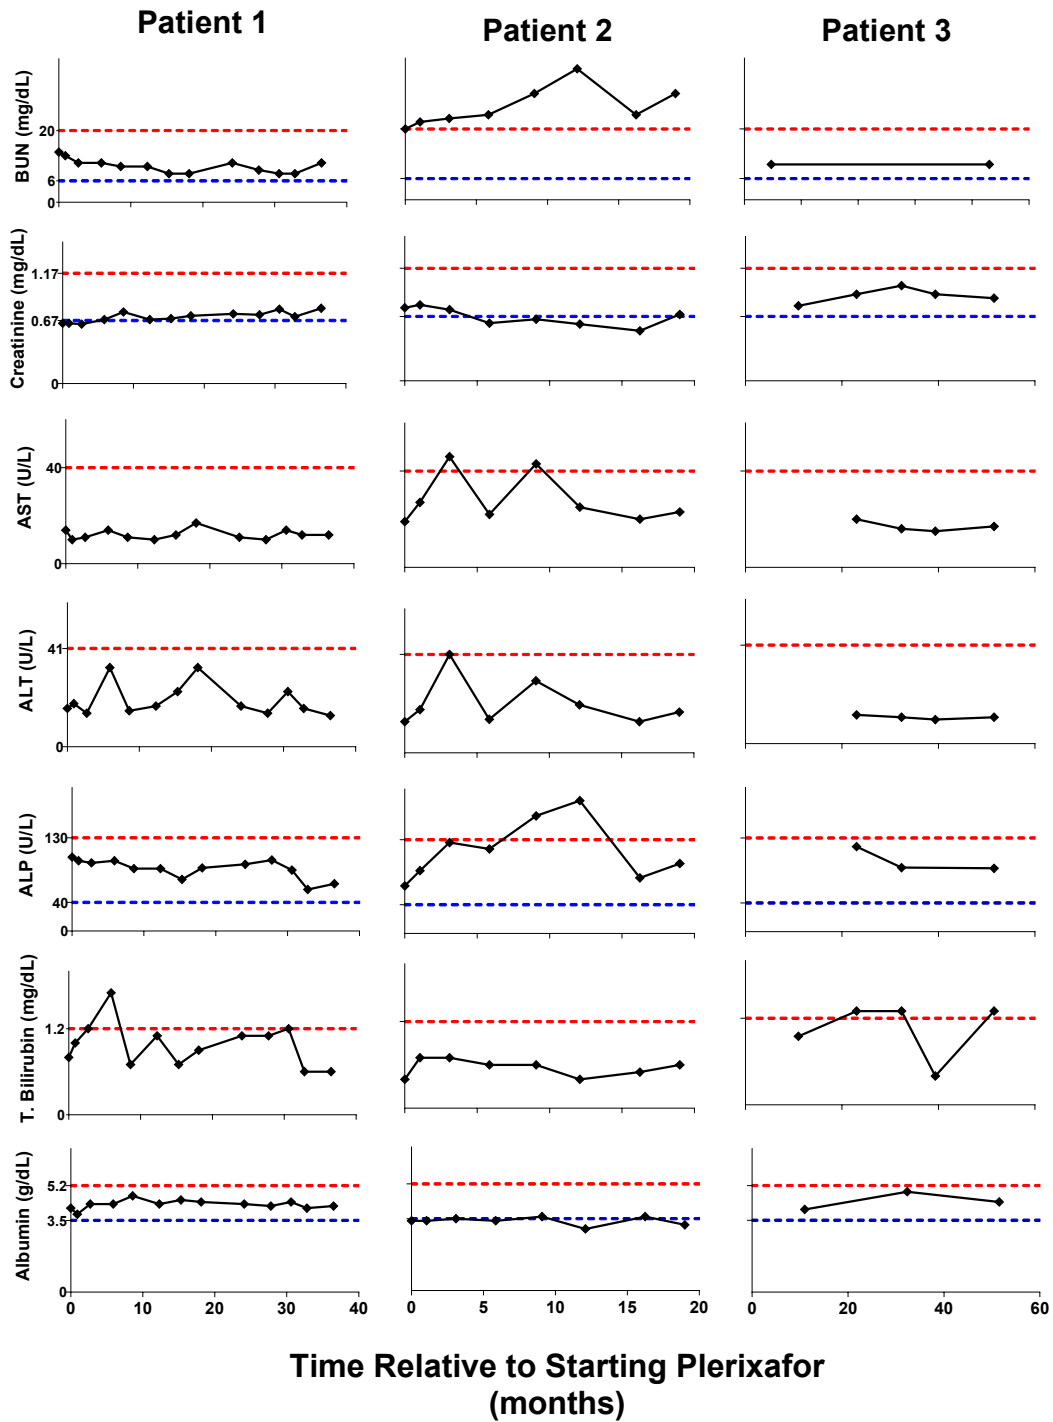 Patient 1
Patient 2
Patient 3
BUN (mg/dL)
20
6
0
Creatinine (mg/dL)
1.17
0.67
0
AST (U/L)
40
0
ALT (U/L)
41
0
ALP (U/L)
130
40
0
T. Bilirubin (mg/dL)
1.2
0
Albumin (g/dL)
5.2
3.5
0
0 10 20 30 40
0 5 10 15 20
0 20 40 60
Time Relative to Starting Plerixafor
(months)